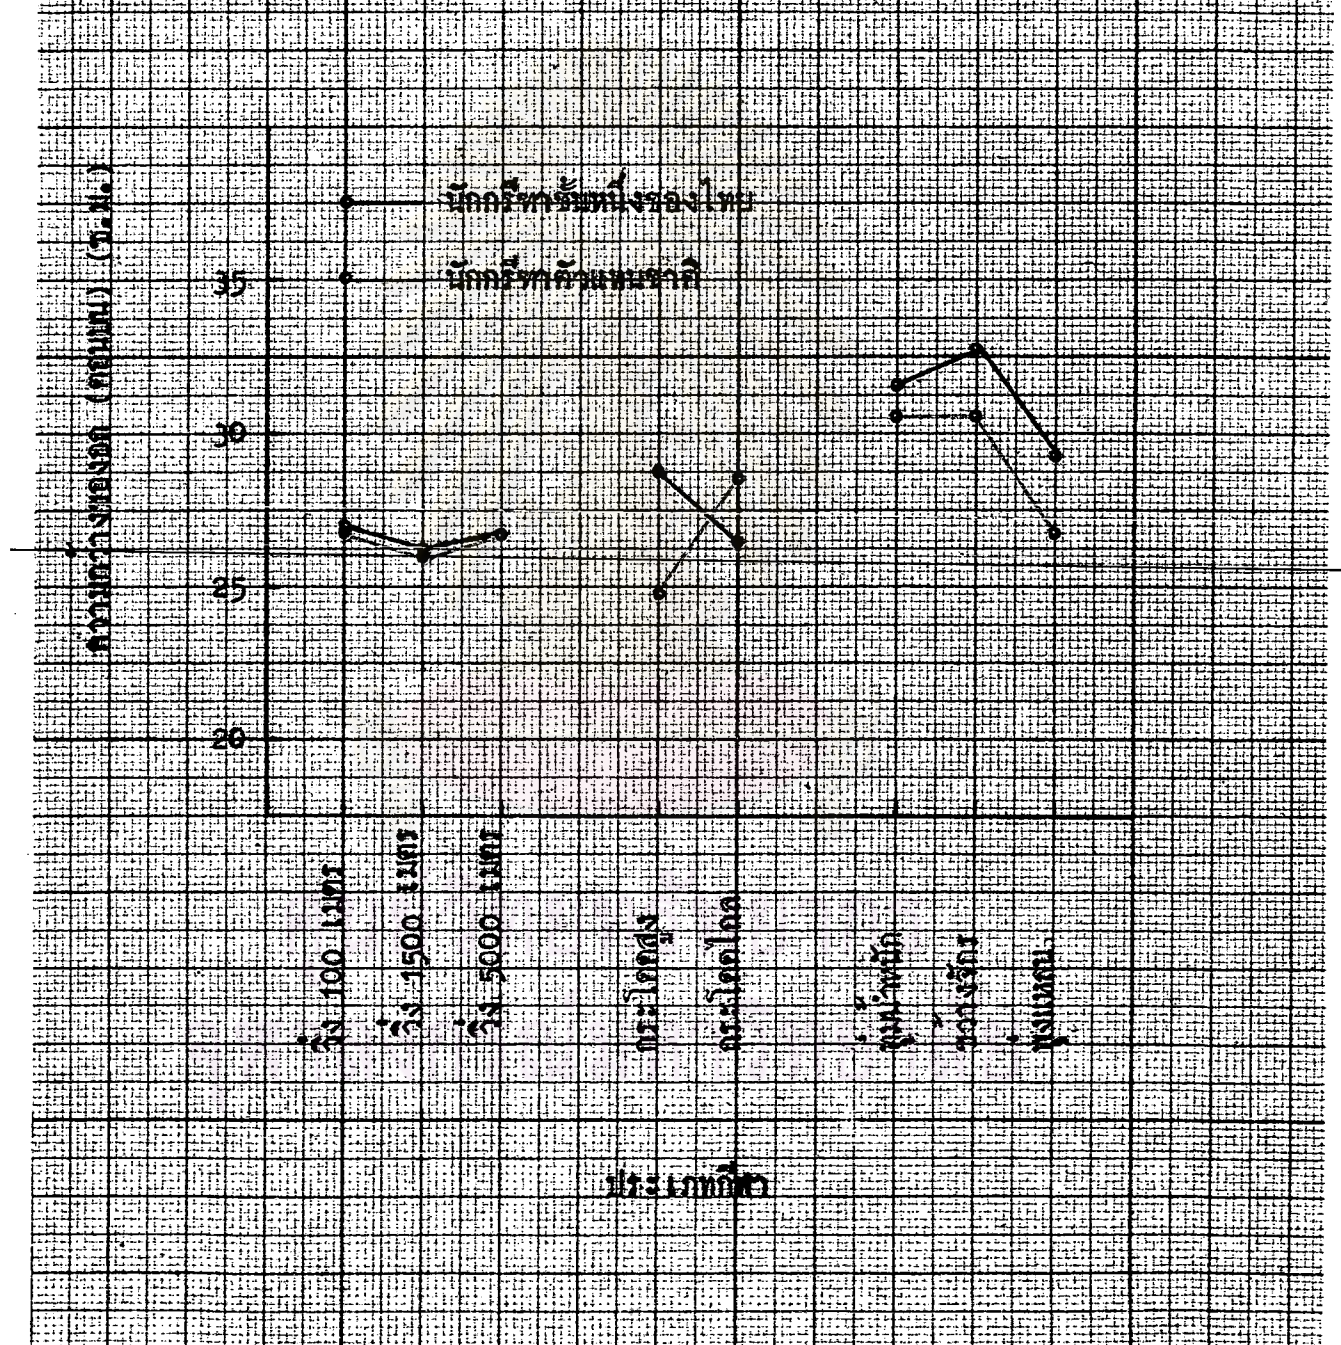 ความกว้างของอก (ตอนบน) (ซ.ม.)
นักกรีฑาชั้นหนึ่งของไทย
นักกรีฑาตัวแทนชาติ
35
30
25
20
วิ่ง 100 เมตร
วิ่ง 1500 เมตร
วิ่ง 5000 เมตร
กระโดดสูง
กระโดดไกล
ทุ่มน้ำหนัก
ขว้างจักร
พุ่งแหลน
ประเภทกีฬา